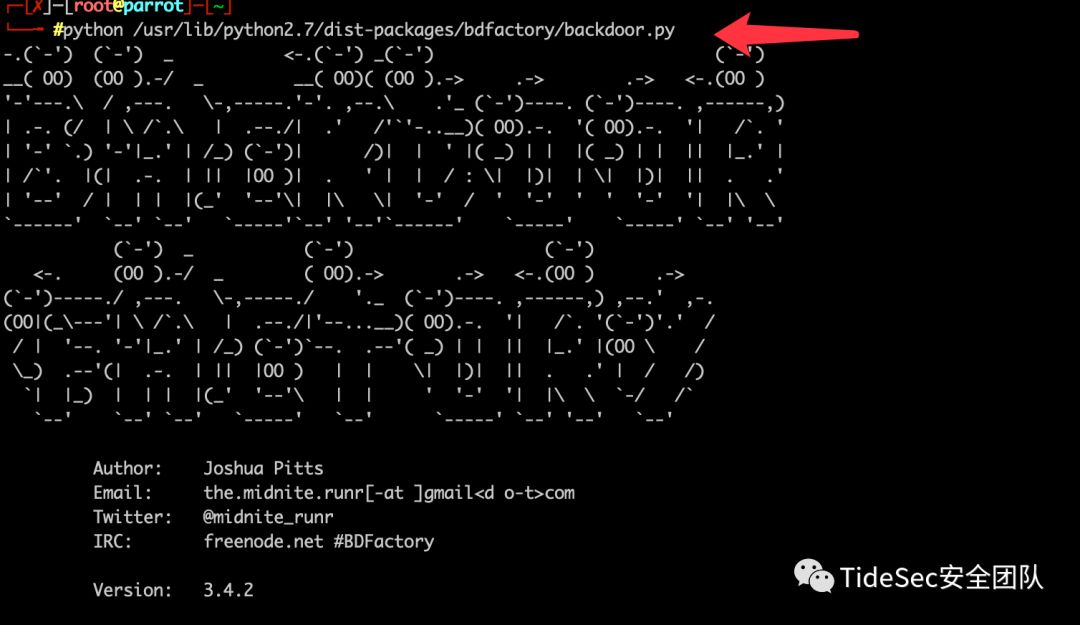 ┌─[✗]─[root@parrot]─[~]
└──╼ #python /usr/lib/python2.7/dist-packages/bdfactory/backdoor.py
BACKDOOR
FACTORY
Author:    Joshua Pitts
Email:     the.midnite.runr[-at ]gmail<d o-t>com
Twitter:   @midnite_runr
IRC:       freenode.net #BDFactory
Version:   3.4.2
TideSec安全团队